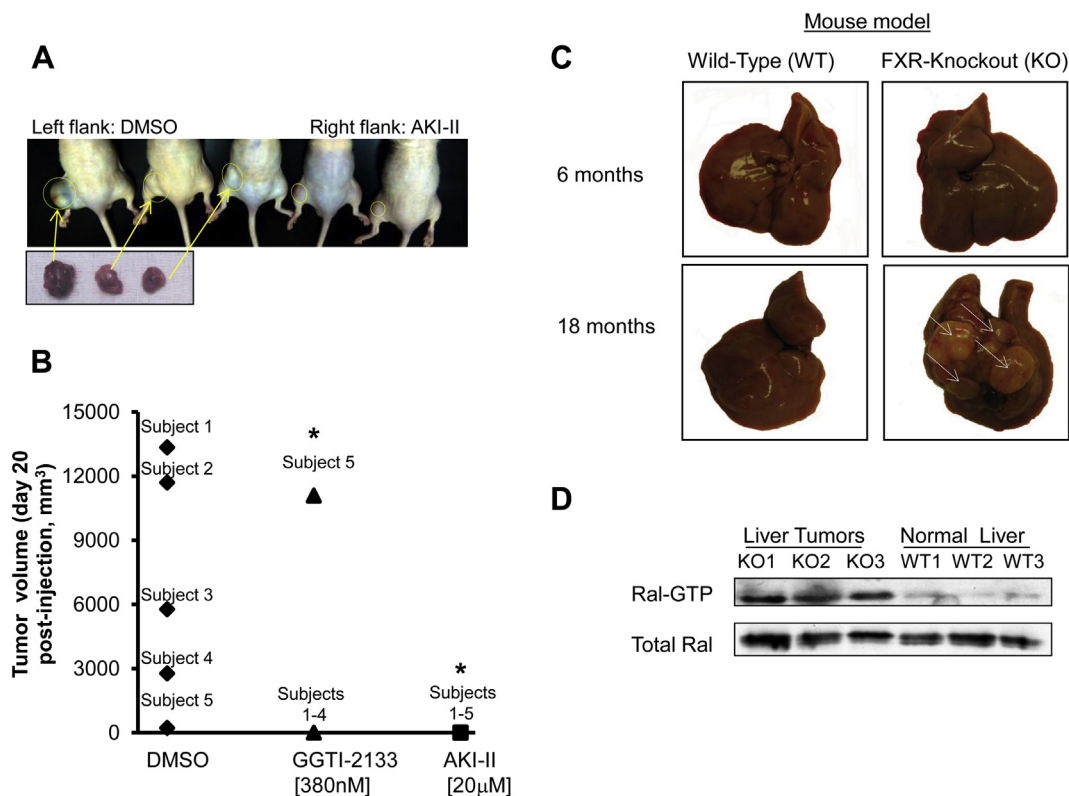 A
Left flank: DMSO
Right flank: AKI-II
B
Tumor volume (day 20
post-injection, mm³)
15000
12000
9000
6000
3000
0
Subject 1
Subject 2
Subject 3
Subject 4
Subject 5
*
Subject 5
Subjects
1-4
*
Subjects
1-5
DMSO
GGTI-2133
[380nM]
AKI-II
[20µM]
C
Mouse model
Wild-Type (WT)
FXR-Knockout (KO)
6 months
18 months
D
Liver Tumors
Normal Liver
KO1 KO2 KO3 WT1 WT2 WT3
Ral-GTP
Total Ral